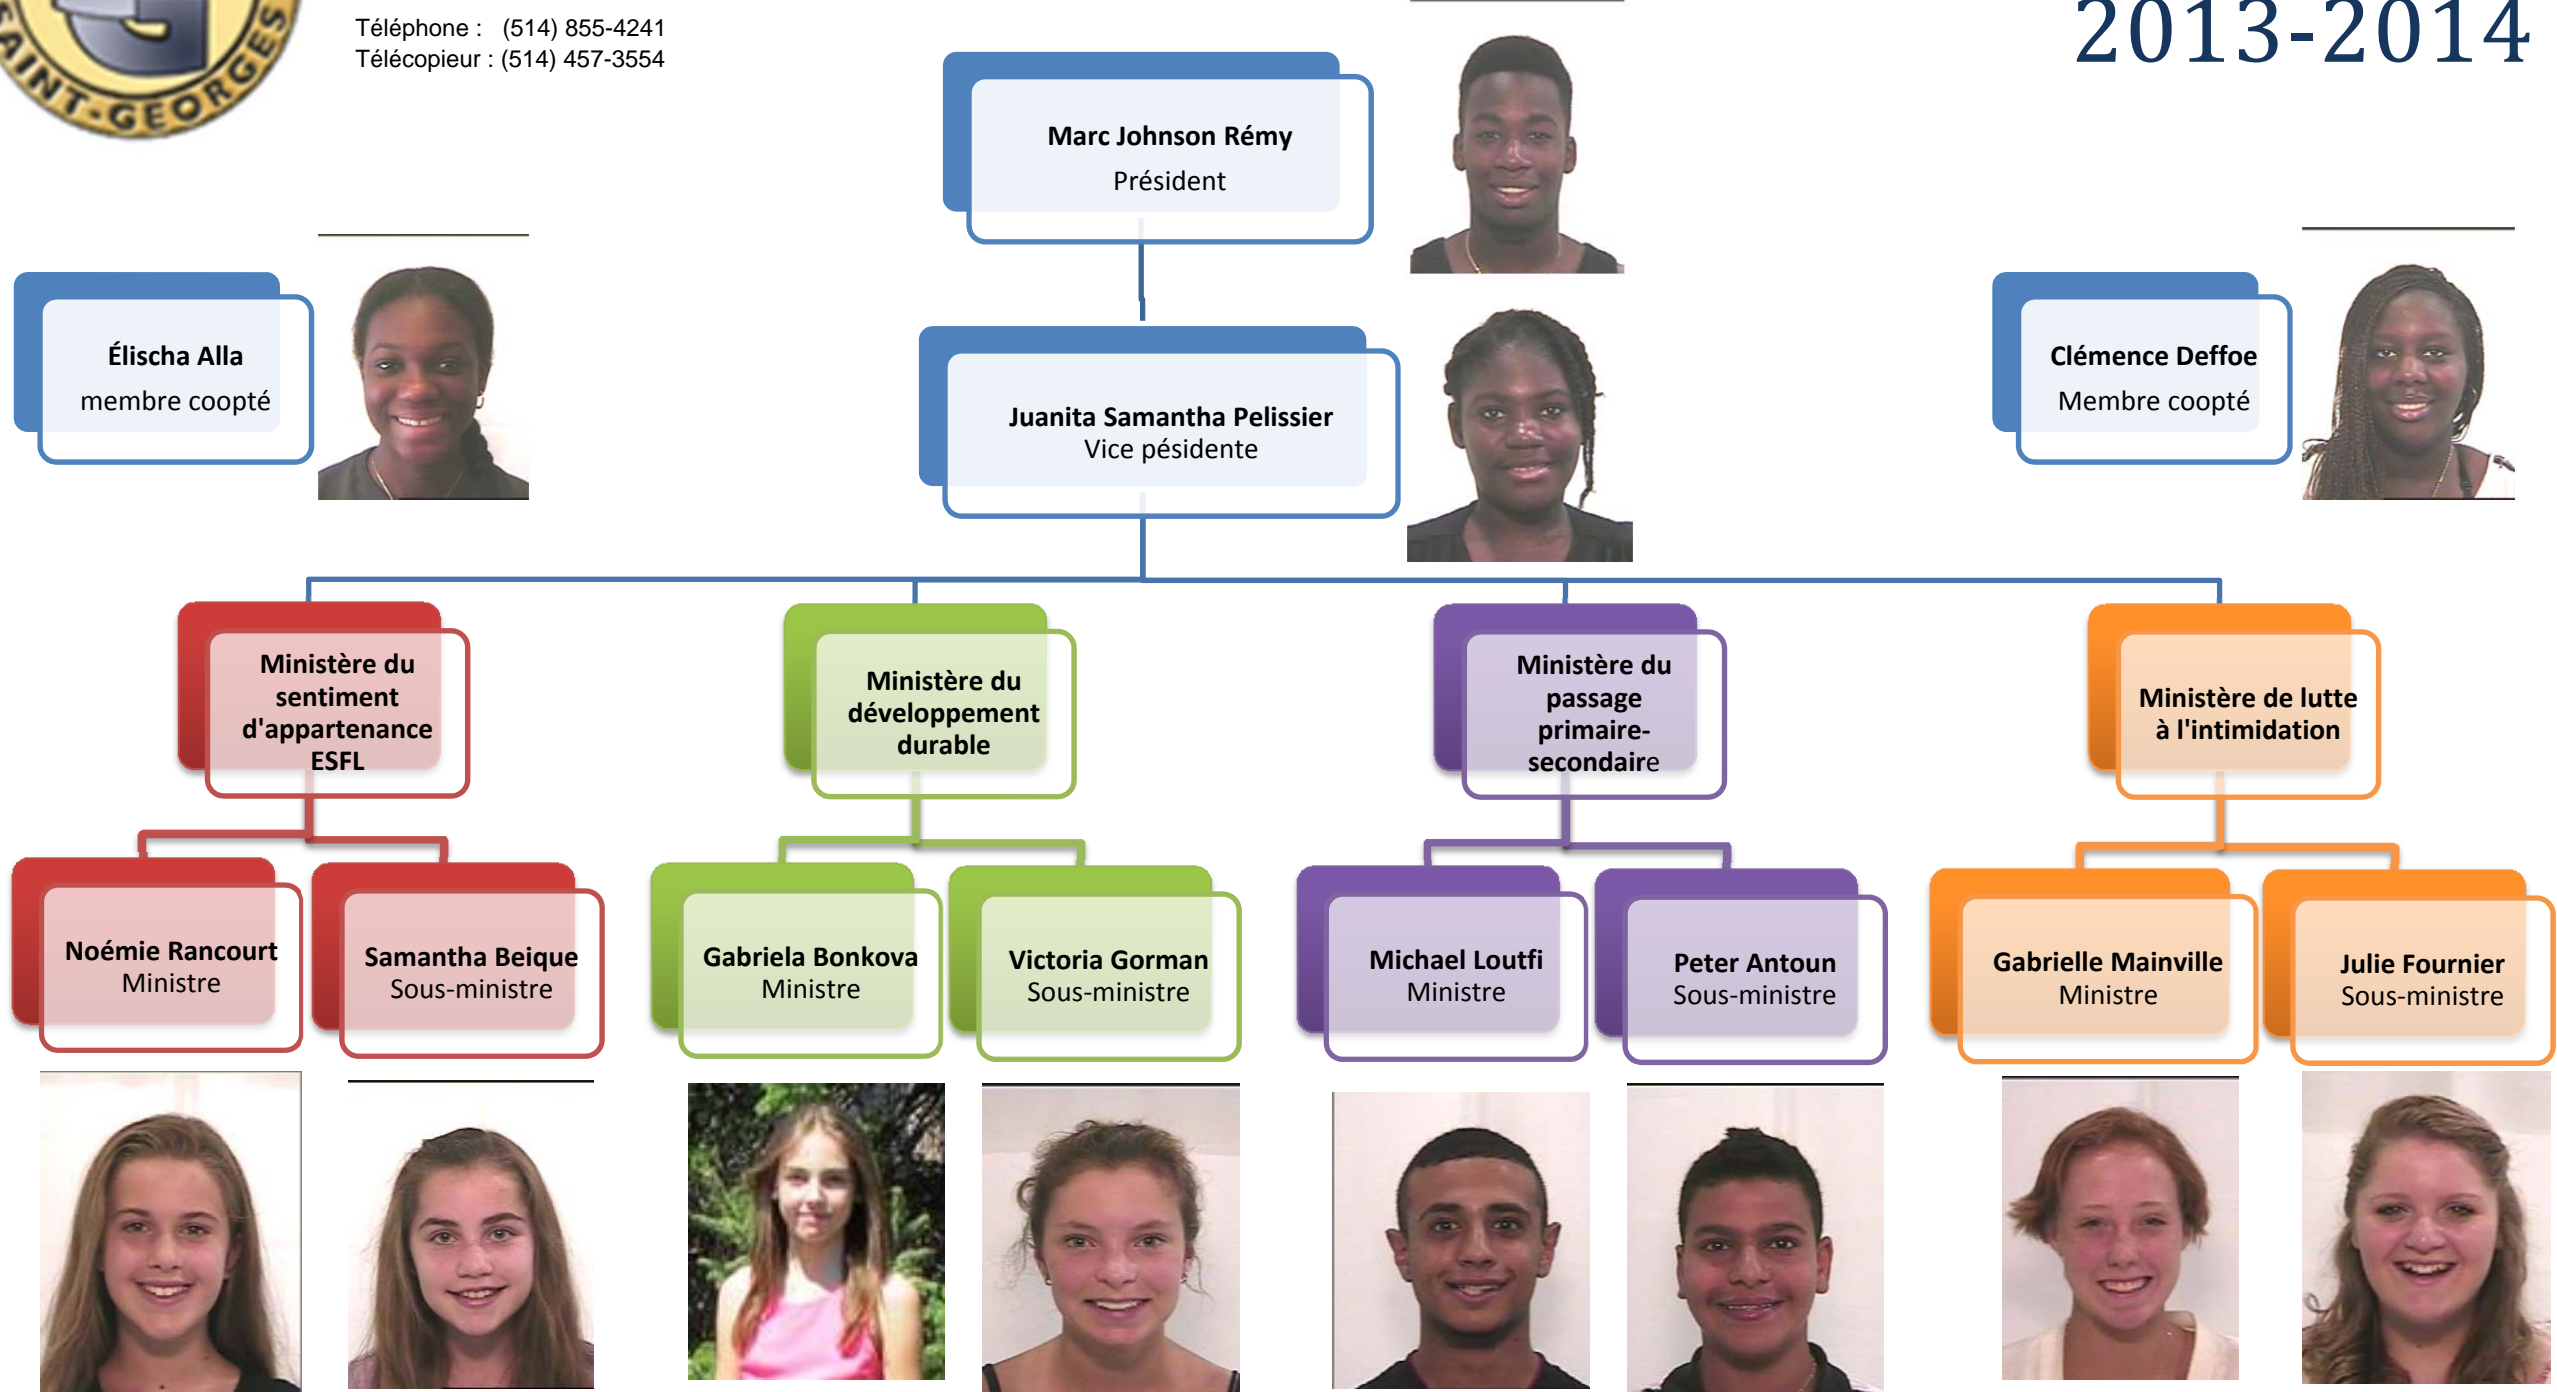 SAINT-GEORGES
Téléphone : (514) 855-4241
Télécopieur : (514) 457-3554
2013-2014
Marc Johnson Rémy
Président
Élischa Alla
membre coopté
Juanita Samantha Pelissier
Vice pésidente
Clémence Deffoe
Membre coopté
Ministère du
sentiment
d'appartenance
ESFL
Ministère du
développement
durable
Ministère du
passage
primaire-
secondaire
Ministère de lutte
à l'intimidation
Noémie Rancourt
Ministre
Samantha Beique
Sous-ministre
Gabriela Bonkova
Ministre
Victoria Gorman
Sous-ministre
Michael Loutfi
Ministre
Peter Antoun
Sous-ministre
Gabrielle Mainville
Ministre
Julie Fournier
Sous-ministre